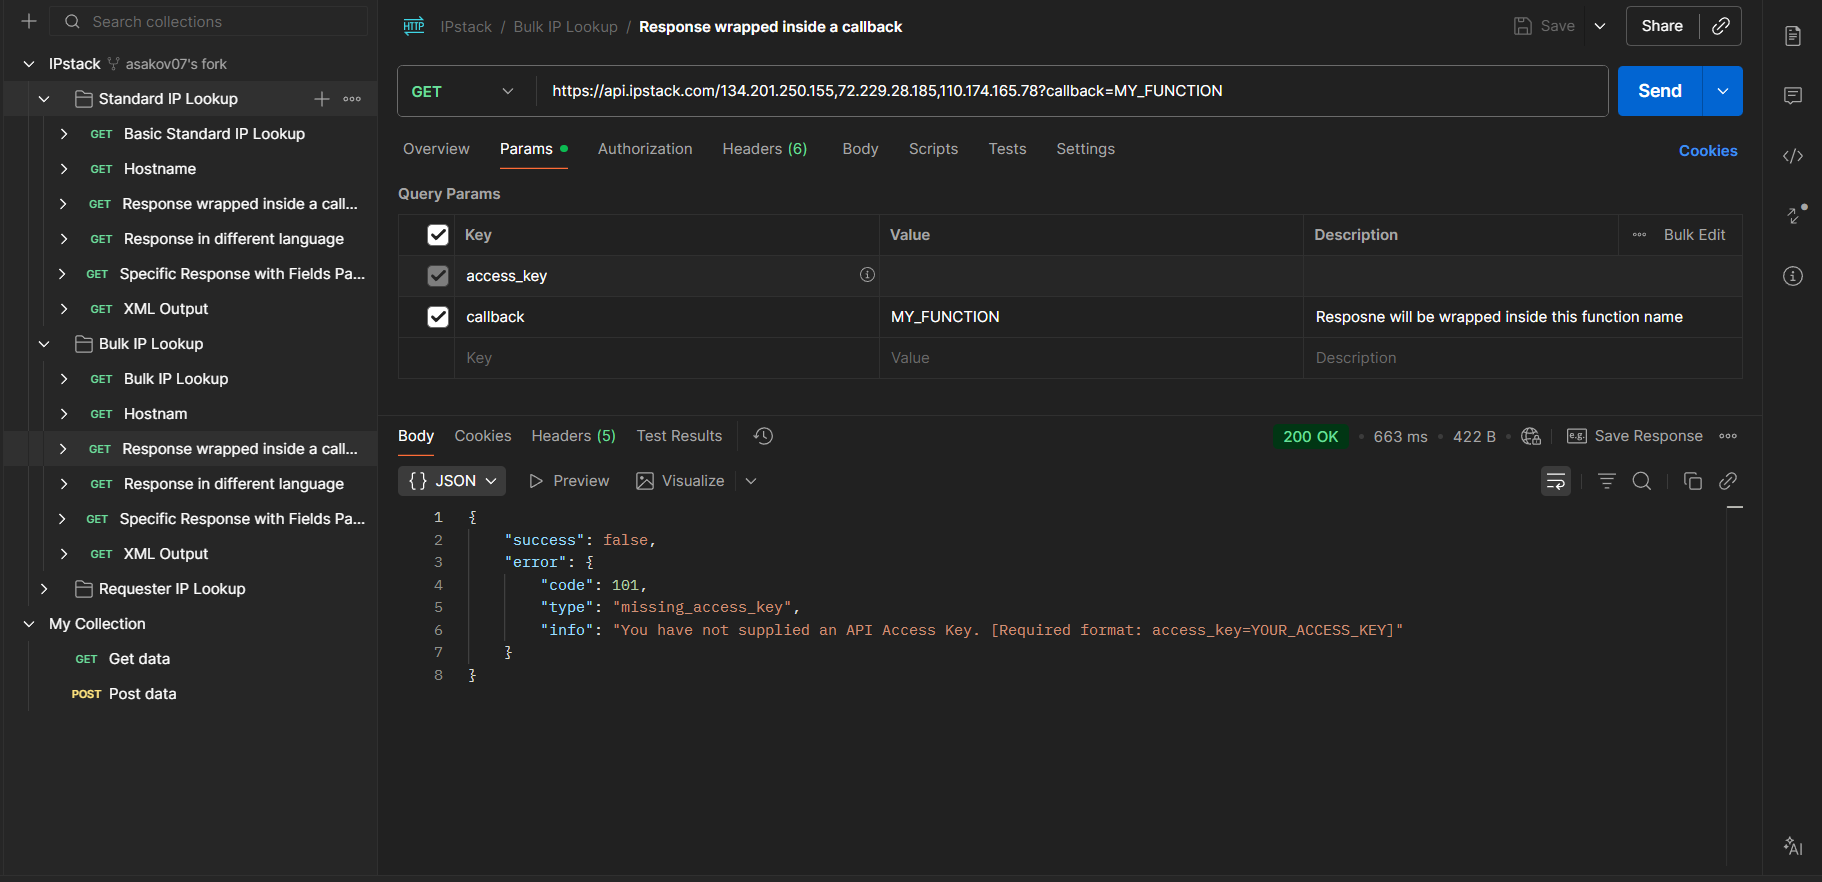 Search collections
IPstack asakov07's fork
Standard IP Lookup
GET Basic Standard IP Lookup
GET Hostname
GET Response wrapped inside a call...
GET Response in different language
GET Specific Response with Fields Pa...
GET XML Output
Bulk IP Lookup
GET Bulk IP Lookup
GET Hostnam
GET Response wrapped inside a call...
GET Response in different language
GET Specific Response with Fields Pa...
GET XML Output
Requester IP Lookup
My Collection
GET Get data
POST Post data
HTTP IPstack / Bulk IP Lookup / Response wrapped inside a callback
Save
Share
GET https://api.ipstack.com/134.201.250.155,72.229.28.185,110.174.165.78?callback=MY_FUNCTION
Send
Overview Params Authorization Headers (6) Body Scripts Tests Settings
Cookies
Query Params
Key Value Description Bulk Edit
access_key
callback MY_FUNCTION Resposne will be wrapped inside this function name
Key Value Description
Body Cookies Headers (5) Test Results
200 OK • 663 ms • 422 B • e.g. Save Response
{} JSON Preview Visualize
1 {
2 "success": false,
3 "error": {
4 "code": 101,
5 "type": "missing_access_key",
6 "info": "You have not supplied an API Access Key. [Required format: access_key=YOUR_ACCESS_KEY]"
7 }
8 }
AI